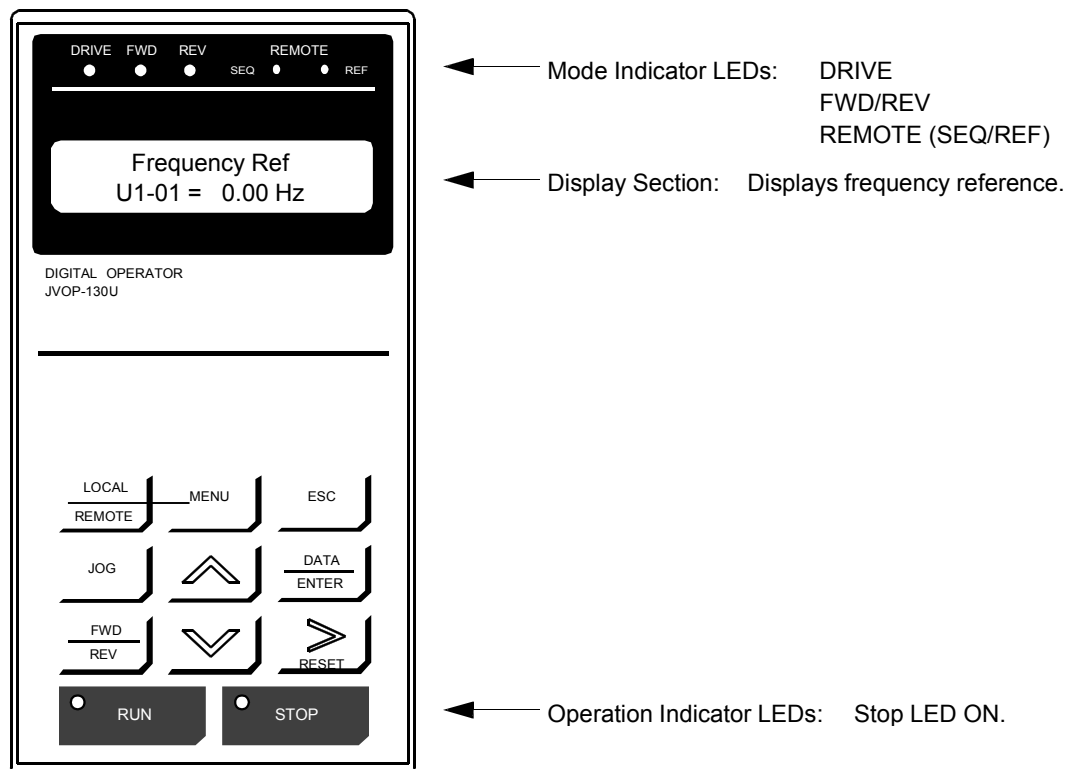 DRIVE FWD REV REMOTE
SEQ REF
Mode Indicator LEDs: DRIVE
FWD/REV
REMOTE (SEQ/REF)
Frequency Ref
U1-01 = 0.00 Hz
Display Section: Displays frequency reference.
DIGITAL OPERATOR
JVOP-130U
LOCAL
REMOTE
MENU
ESC
JOG
DATA
ENTER
FWD
REV
RESET
RUN
STOP
Operation Indicator LEDs: Stop LED ON.